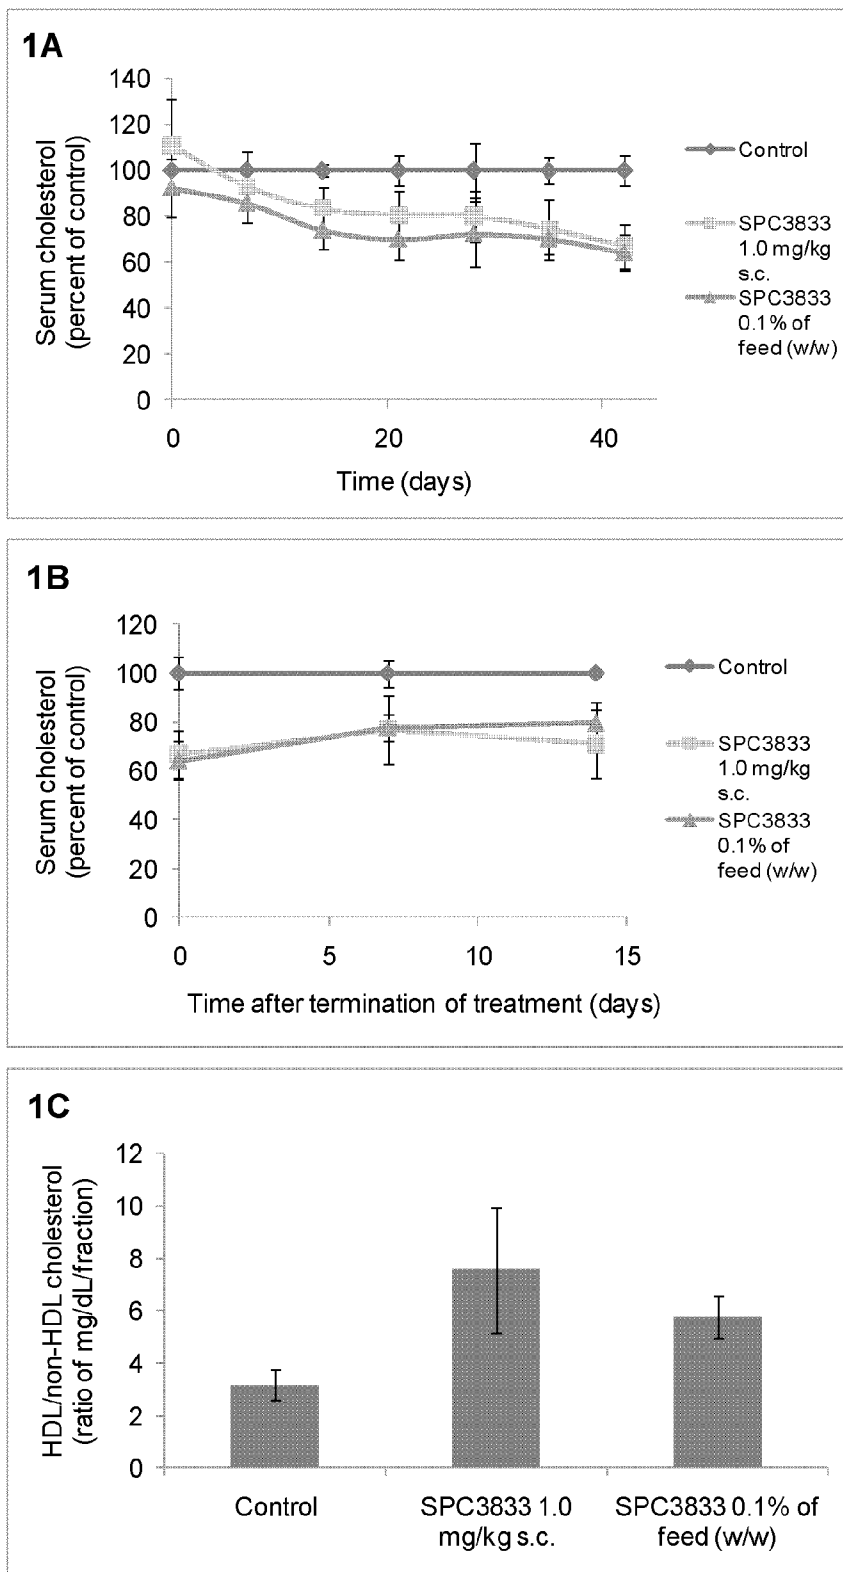 1A
140
120
100
80
60
40
20
0
Serum cholesterol
(percent of control)
0 20 40
Time (days)
Control
SPC3833
1.0 mg/kg
s.c.
SPC3833
0.1% of
feed (w/w)
1B
120
100
80
60
40
20
0
Serum cholesterol
(percent of control)
0 5 10 15
Time after termination of treatment (days)
Control
SPC3833
1.0 mg/kg
s.c.
SPC3833
0.1% of
feed (w/w)
1C
12
10
8
6
4
2
0
HDL/non-HDL cholesterol
(ratio of mg/dL/fraction)
Control
SPC3833 1.0
mg/kg s.c.
SPC3833 0.1% of
feed (w/w)